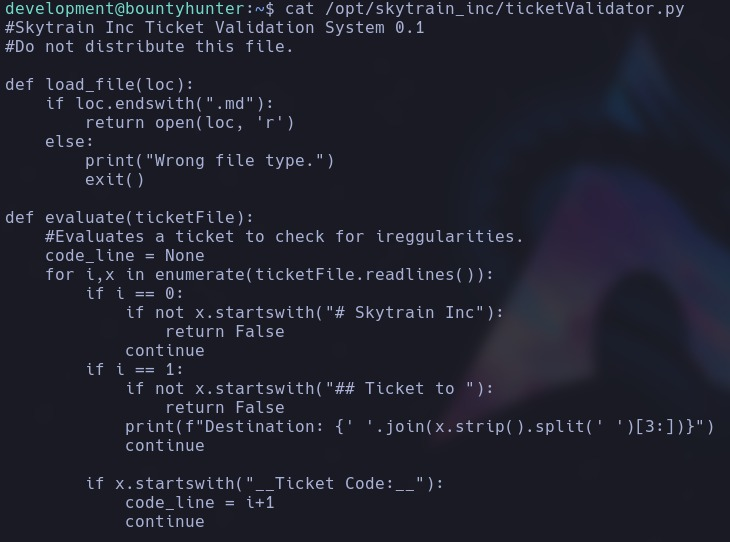 development@bountyhunter:~$ cat /opt/skytrain_inc/ticketValidator.py
#Skytrain Inc Ticket Validation System 0.1
#Do not distribute this file.

def load_file(loc):
    if loc.endswith(".md"):
        return open(loc, 'r')
    else:
        print("Wrong file type.")
        exit()

def evaluate(ticketFile):
    #Evaluates a ticket to check for ireggularities.
    code_line = None
    for i,x in enumerate(ticketFile.readlines()):
        if i == 0:
            if not x.startswith("# Skytrain Inc"):
                return False
            continue
        if i == 1:
            if not x.startswith("## Ticket to "):
                return False
            print(f"Destination: {' '.join(x.strip().split(' ')[3:])}")
            continue

        if x.startswith("__Ticket Code:__"):
            code_line = i+1
            continue